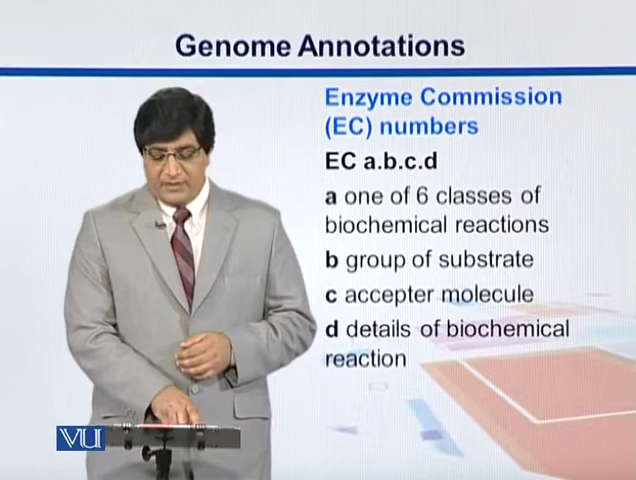 Genome Annotations
Enzyme Commission
(EC) numbers
EC a.b.c.d
a one of 6 classes of
biochemical reactions
b group of substrate
c accepter molecule
d details of biochemical
reaction
VU